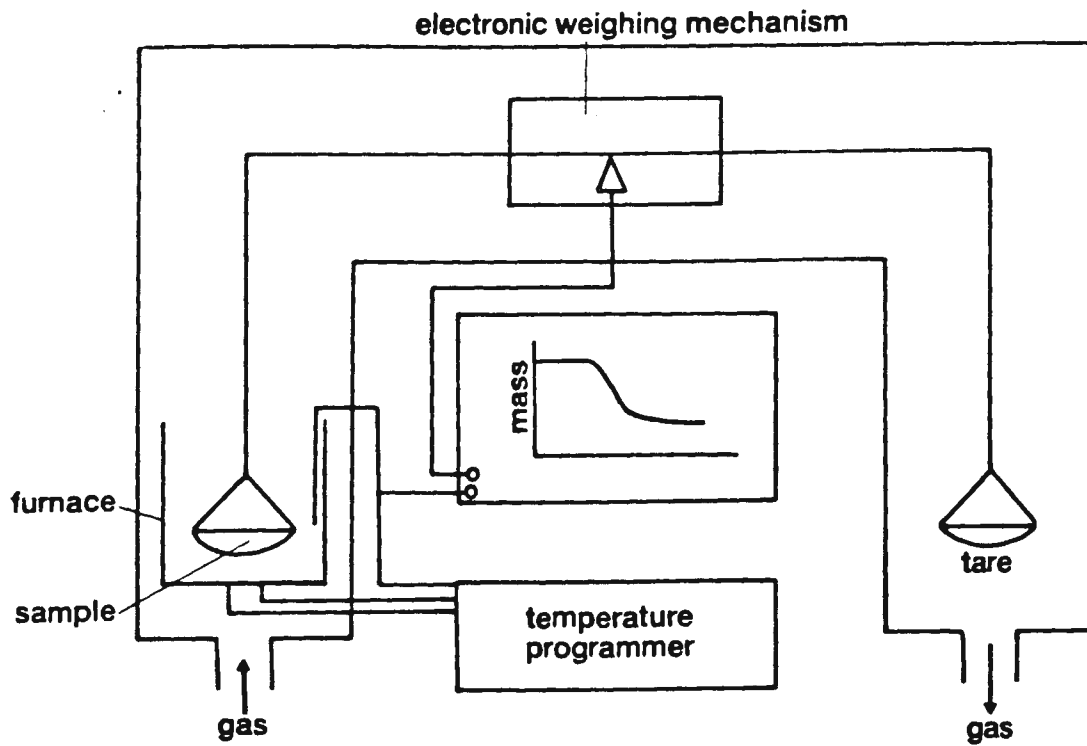 electronic weighing mechanism
mass
furnace
sample
tare
temperature
programmer
gas
gas